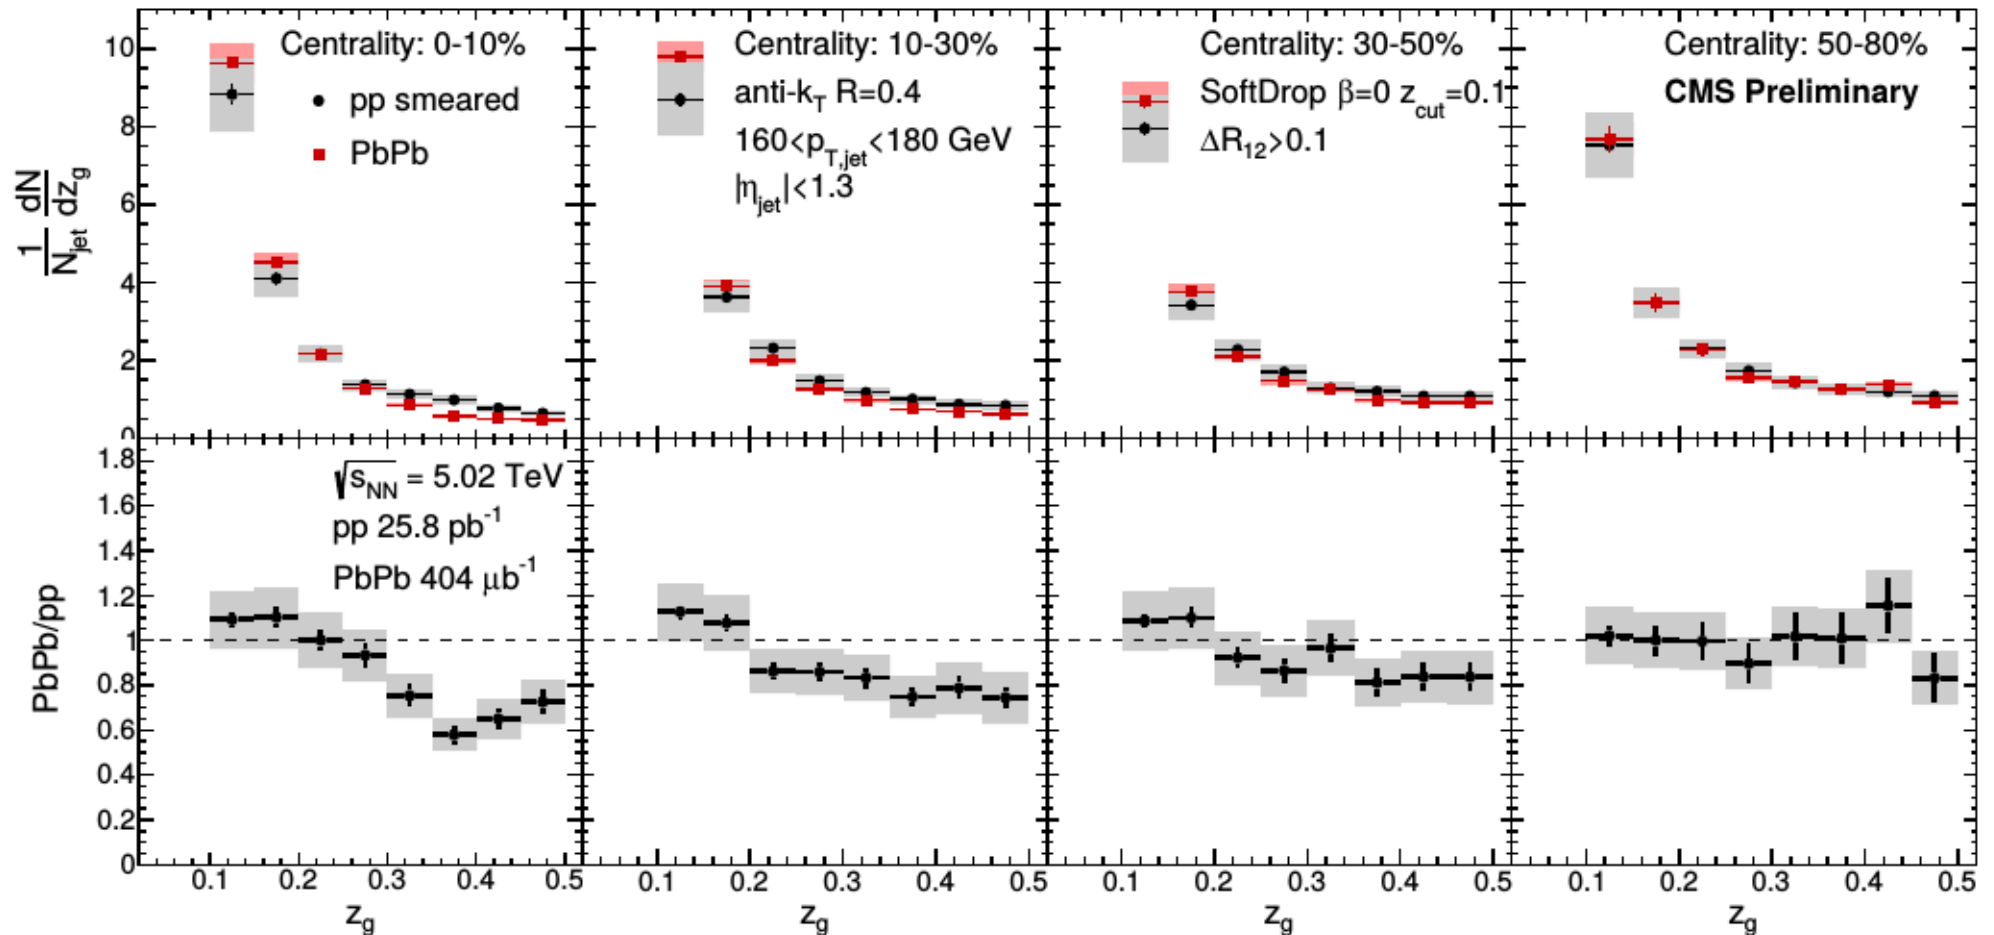 Centrality: 0-10%
pp smeared
PbPb
Centrality: 10-30%
anti-k_T R=0.4
160<p_T,jet<180 GeV
|η_jet|<1.3
Centrality: 30-50%
SoftDrop β=0 z_cut=0.1
ΔR_12>0.1
Centrality: 50-80%
CMS Preliminary
1/N_jet dN/dz_g
10
8
6
4
2
0
√s_NN = 5.02 TeV
pp 25.8 pb^-1
PbPb 404 μb^-1
PbPb/pp
1.8
1.6
1.4
1.2
1
0.8
0.6
0.4
0.2
0
0.1 0.2 0.3 0.4 0.5
0.1 0.2 0.3 0.4 0.5
0.1 0.2 0.3 0.4 0.5
0.1 0.2 0.3 0.4 0.5
z_g
z_g
z_g
z_g